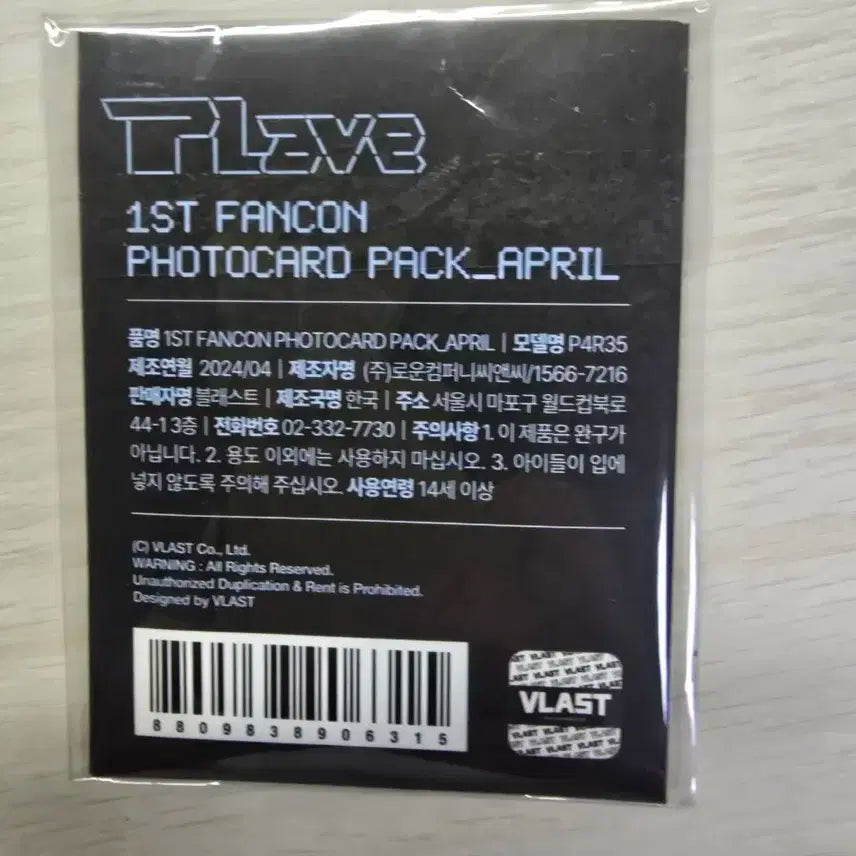 PLAVE
1ST FANCON
PHOTOCARD PACK_APRIL
품명 1ST FANCON PHOTOCARD PACK_APRIL | 모델명 P4R35
제조연월 2024/04 | 제조자명 (주)로운컴퍼니씨앤씨/1566-7216
판매자명 블래스트 | 제조국명 한국 | 주소 서울시 마포구 월드컵북로
44-1 3층 | 전화번호 02-332-7730 | 주의사항 1. 이 제품은 완구가
아닙니다. 2. 용도 이외에는 사용하지 마십시오. 3. 아이들이 입에
넣지 않도록 주의해 주십시오. 사용연령 14세 이상
(C) VLAST Co., Ltd.
WARNING : All Rights Reserved.
Unauthorized Duplication & Rent is Prohibited.
Designed by VLAST
8809838906315
VLAST